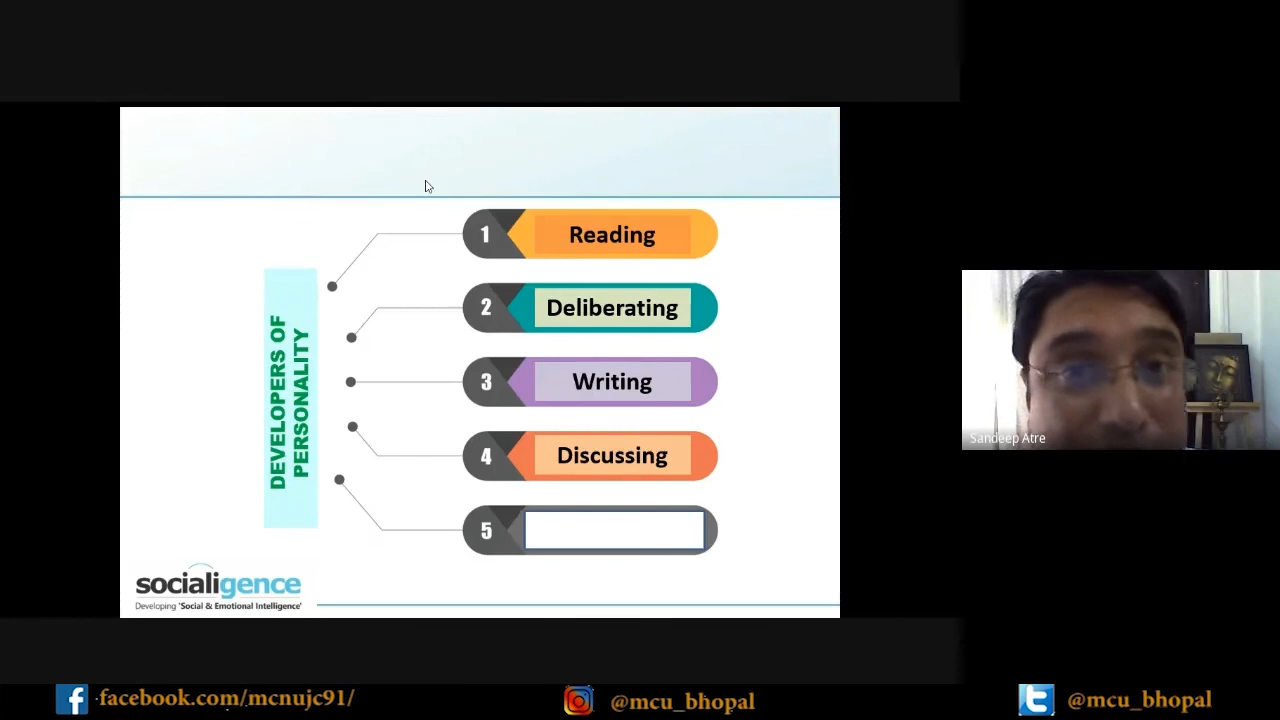 1 Reading
2 Deliberating
3 Writing
4 Discussing
5
DEVELOPERS OF
PERSONALITY
socialigence
Developing 'Social & Emotional Intelligence'
Sandeep Atre
facebook.com/mcnujc91/
@mcu_bhopal
@mcu_bhopal